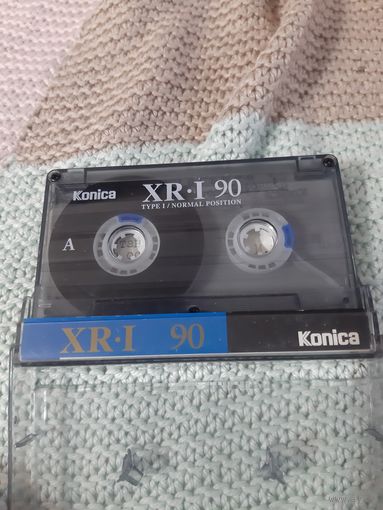 Konica
XR·I 90
TYPE I / NORMAL POSITION
A
XR·I 90
Konica